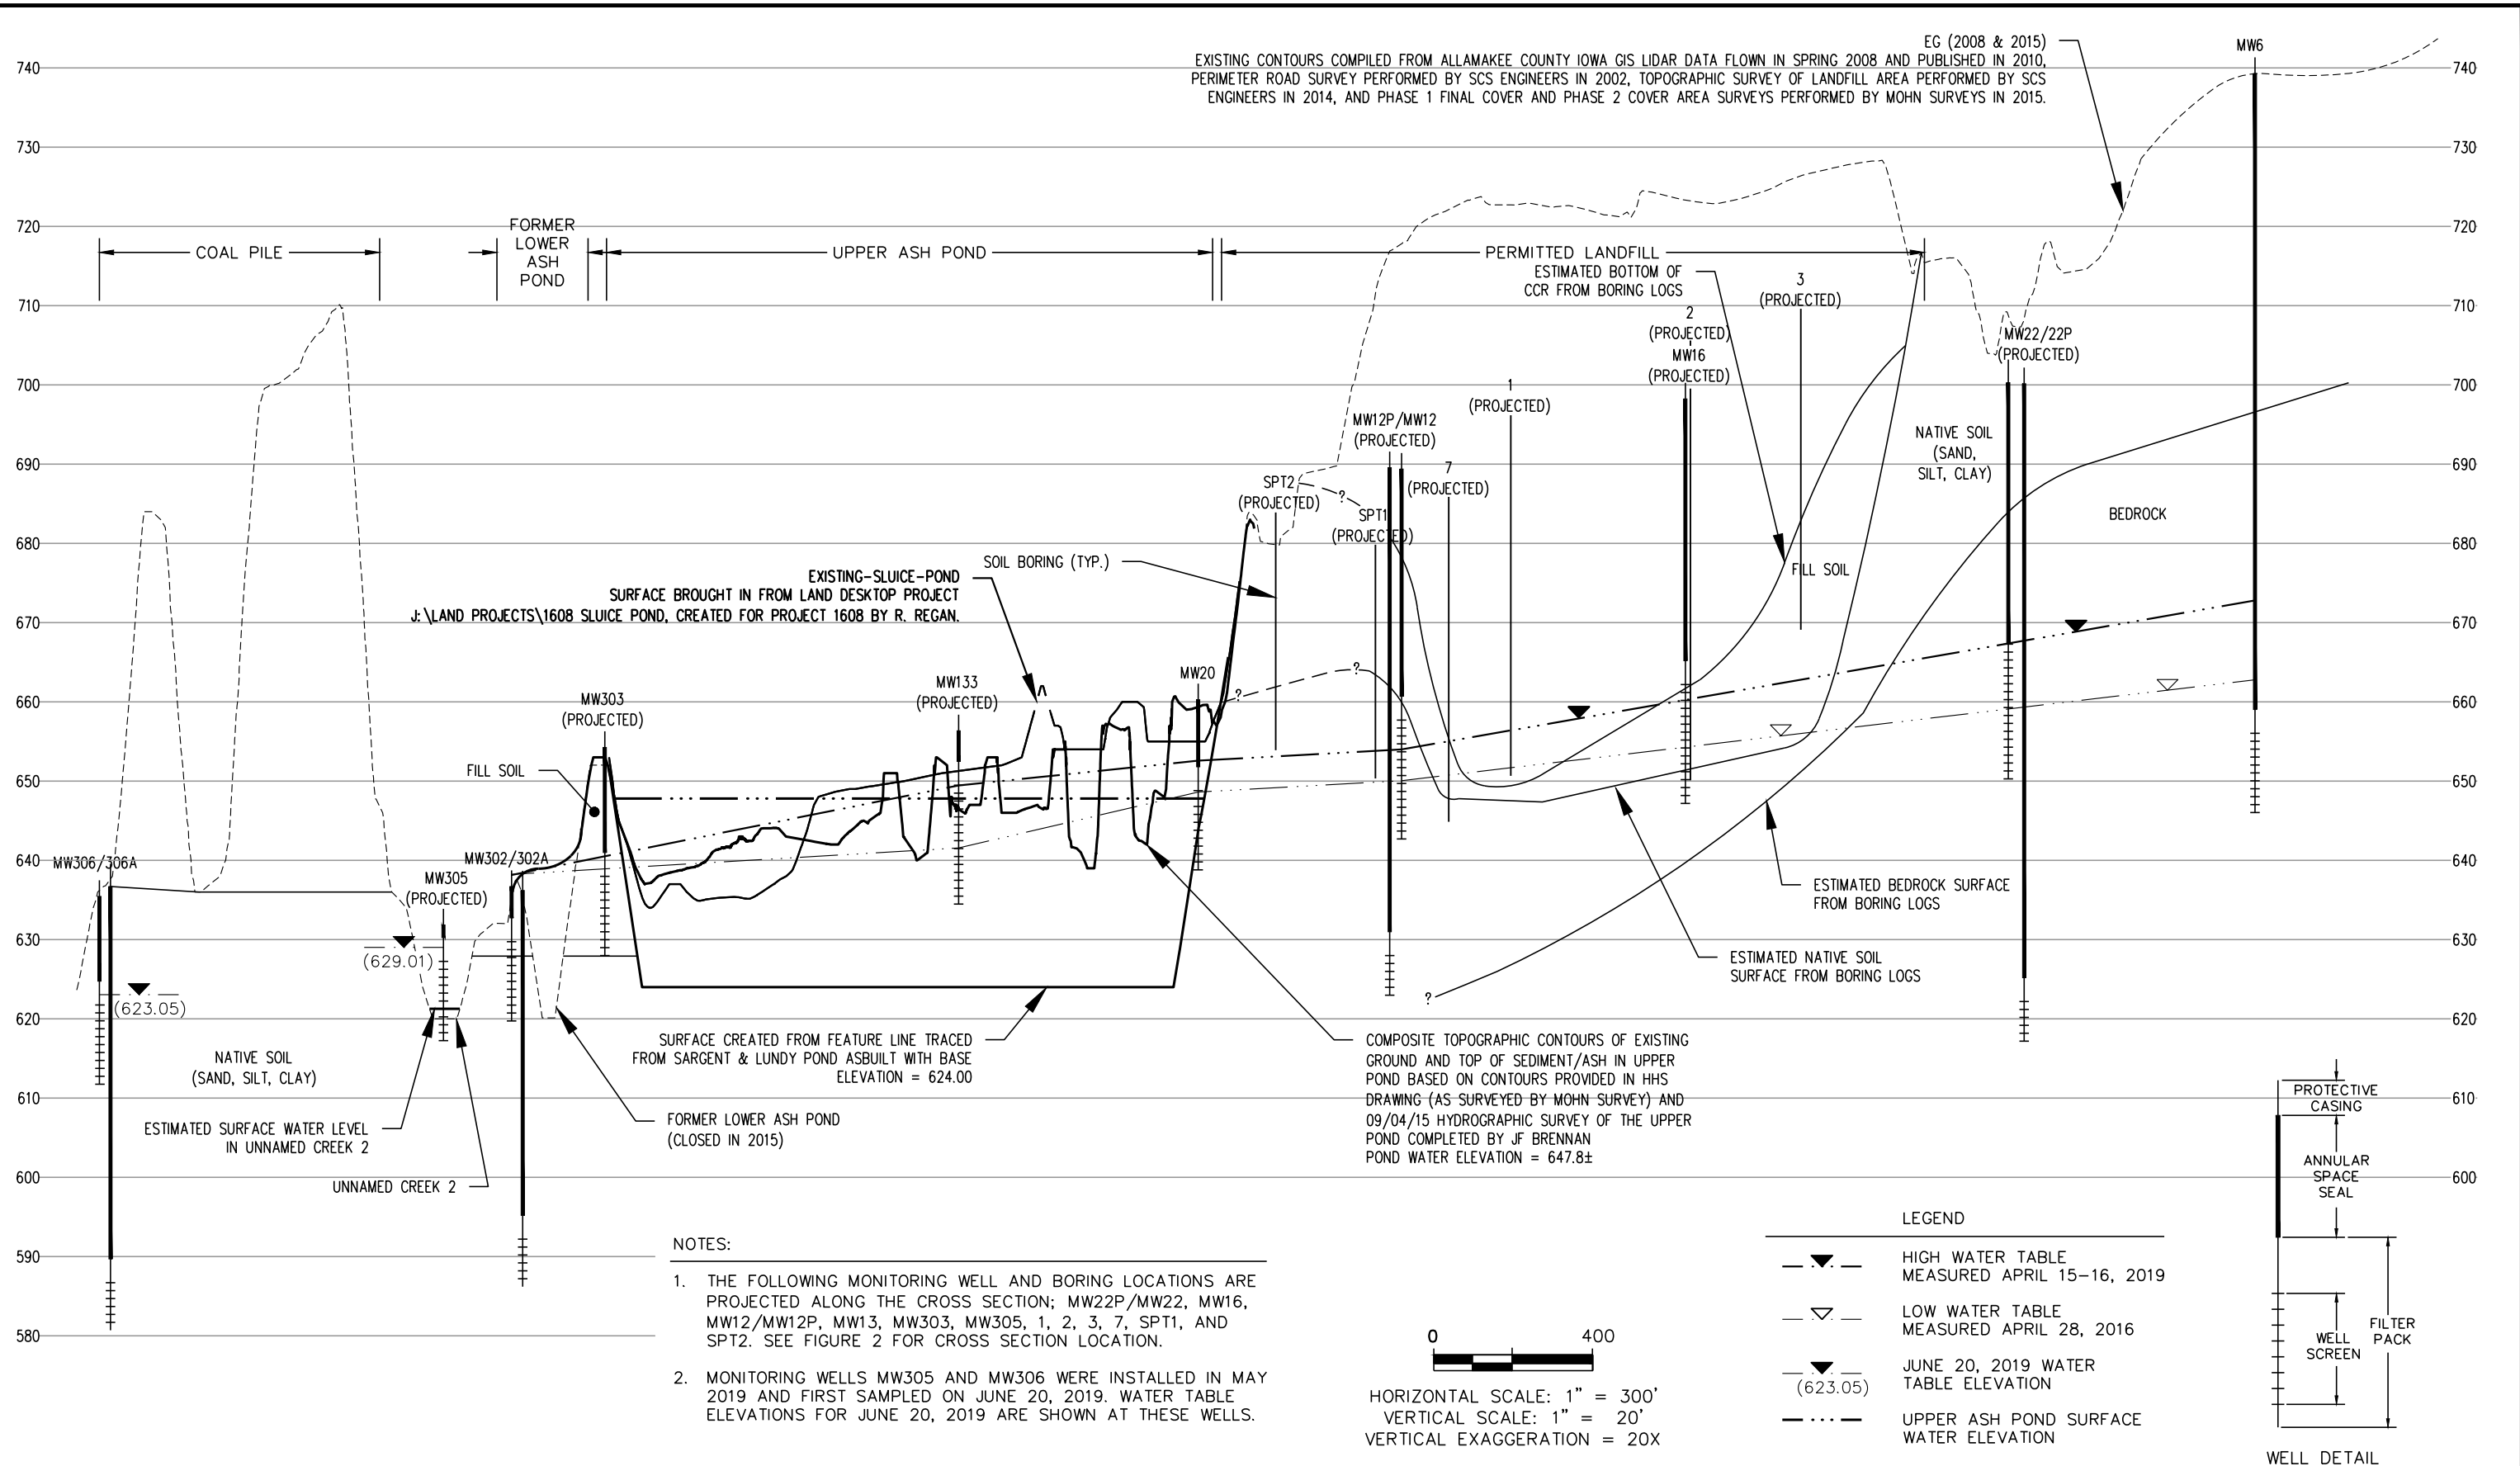 EG (2008 & 2015)
EXISTING CONTOURS COMPILED FROM ALLAMAKEE COUNTY IOWA GIS LIDAR DATA FLOWN IN SPRING 2008 AND PUBLISHED IN 2010,
PERIMETER ROAD SURVEY PERFORMED BY SCS ENGINEERS IN 2002, TOPOGRAPHIC SURVEY OF LANDFILL AREA PERFORMED BY SCS
ENGINEERS IN 2014, AND PHASE 1 FINAL COVER AND PHASE 2 COVER AREA SURVEYS PERFORMED BY MOHN SURVEYS IN 2015.
MW6
740
740
730
730
720
720
710
710
700
700
690
690
680
680
670
670
660
660
650
650
640
640
630
630
620
620
610
610
600
600
590
580
COAL PILE
FORMER
LOWER
ASH
POND
UPPER ASH POND
PERMITTED LANDFILL
ESTIMATED BOTTOM OF
CCR FROM BORING LOGS
3
(PROJECTED)
2
(PROJECTED)
MW16
(PROJECTED)
MW22/22P
(PROJECTED)
1
(PROJECTED)
MW12P/MW12
(PROJECTED)
7
(PROJECTED)
SPT2
(PROJECTED)
?
SPT1
(PROJECTED)
NATIVE SOIL
(SAND,
SILT, CLAY)
BEDROCK
FILL SOIL
SOIL BORING (TYP.)
EXISTING-SLUICE-POND
SURFACE BROUGHT IN FROM LAND DESKTOP PROJECT
J:\LAND PROJECTS\1608 SLUICE POND, CREATED FOR PROJECT 1608 BY R. REGAN.
MW20
?
?
MW133
(PROJECTED)
MW303
(PROJECTED)
FILL SOIL
MW306/306A
MW302/302A
MW305
(PROJECTED)
(629.01)
(623.05)
NATIVE SOIL
(SAND, SILT, CLAY)
ESTIMATED SURFACE WATER LEVEL
IN UNNAMED CREEK 2
UNNAMED CREEK 2
SURFACE CREATED FROM FEATURE LINE TRACED
FROM SARGENT & LUNDY POND ASBUILT WITH BASE
ELEVATION = 624.00
FORMER LOWER ASH POND
(CLOSED IN 2015)
COMPOSITE TOPOGRAPHIC CONTOURS OF EXISTING
GROUND AND TOP OF SEDIMENT/ASH IN UPPER
POND BASED ON CONTOURS PROVIDED IN HHS
DRAWING (AS SURVEYED BY MOHN SURVEY) AND
09/04/15 HYDROGRAPHIC SURVEY OF THE UPPER
POND COMPLETED BY JF BRENNAN
POND WATER ELEVATION = 647.8±
?
ESTIMATED BEDROCK SURFACE
FROM BORING LOGS
ESTIMATED NATIVE SOIL
SURFACE FROM BORING LOGS
NOTES:
1. THE FOLLOWING MONITORING WELL AND BORING LOCATIONS ARE
PROJECTED ALONG THE CROSS SECTION; MW22P/MW22, MW16,
MW12/MW12P, MW13, MW303, MW305, 1, 2, 3, 7, SPT1, AND
SPT2. SEE FIGURE 2 FOR CROSS SECTION LOCATION.
2. MONITORING WELLS MW305 AND MW306 WERE INSTALLED IN MAY
2019 AND FIRST SAMPLED ON JUNE 20, 2019. WATER TABLE
ELEVATIONS FOR JUNE 20, 2019 ARE SHOWN AT THESE WELLS.
0 400
HORIZONTAL SCALE: 1" = 300'
VERTICAL SCALE: 1" = 20'
VERTICAL EXAGGERATION = 20X
LEGEND
HIGH WATER TABLE
MEASURED APRIL 15-16, 2019
LOW WATER TABLE
MEASURED APRIL 28, 2016
JUNE 20, 2019 WATER
TABLE ELEVATION
(623.05)
UPPER ASH POND SURFACE
WATER ELEVATION
PROTECTIVE
CASING
ANNULAR
SPACE
SEAL
WELL
SCREEN
FILTER
PACK
WELL DETAIL